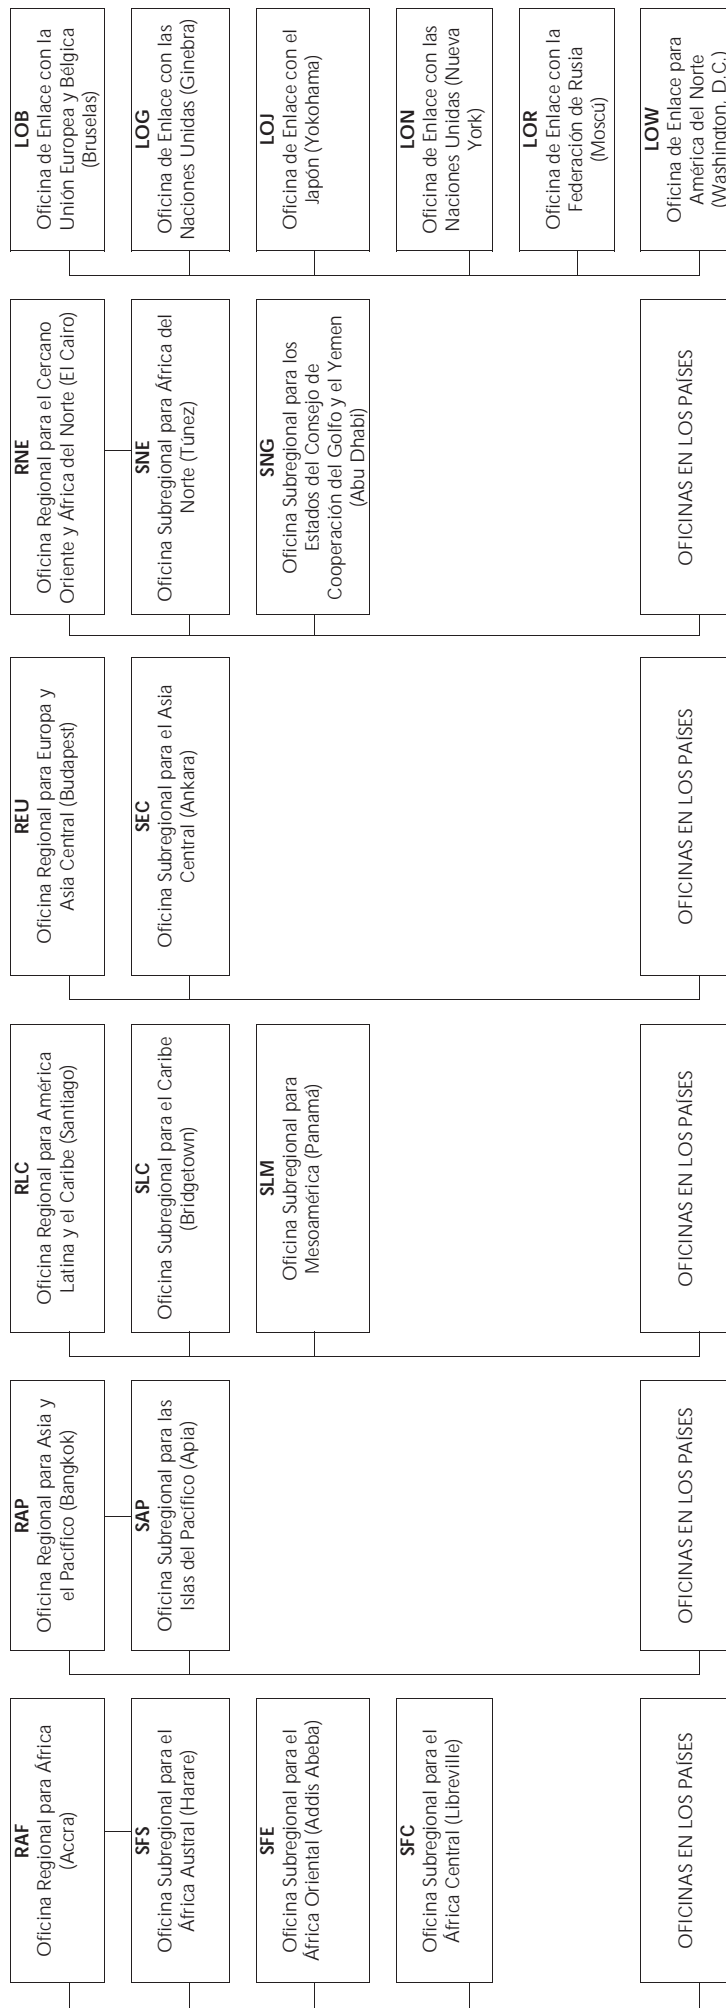 RAF
Oficina Regional para África
(Accra)
SFS
Oficina Subregional para el
África Austral (Harare)
SFE
Oficina Subregional para el
África Oriental (Addis Abeba)
SFC
Oficina Subregional para el
África Central (Libreville)
OFICINAS EN LOS PAÍSES
RAP
Oficina Regional para Asia y
el Pacífico (Bangkok)
SAP
Oficina Subregional para las
Islas del Pacífico (Apia)
OFICINAS EN LOS PAÍSES
RLC
Oficina Regional para América
Latina y el Caribe (Santiago)
SLC
Oficina Subregional para el Caribe
(Bridgetown)
SLM
Oficina Subregional para
Mesoamérica (Panamá)
OFICINAS EN LOS PAÍSES
REU
Oficina Regional para Europa y
Asia Central (Budapest)
SEC
Oficina Subregional para el Asia
Central (Ankara)
OFICINAS EN LOS PAÍSES
RNE
Oficina Regional para el Cercano
Oriente y África del Norte (El Cairo)
SNE
Oficina Subregional para África del
Norte (Túnez)
SNG
Oficina Subregional para los
Estados del Consejo de
Cooperación del Golfo y el Yemen
(Abu Dhabi)
OFICINAS EN LOS PAÍSES
LOB
Oficina de Enlace con la
Unión Europea y Bélgica
(Bruselas)
LOG
Oficina de Enlace con las
Naciones Unidas (Ginebra)
LOJ
Oficina de Enlace con el
Japón (Yokohama)
LON
Oficina de Enlace con las
Naciones Unidas (Nueva
York)
LOR
Oficina de Enlace con la
Federación de Rusia
(Moscú)
LOW
Oficina de Enlace para
América del Norte
(Washington, D.C.)